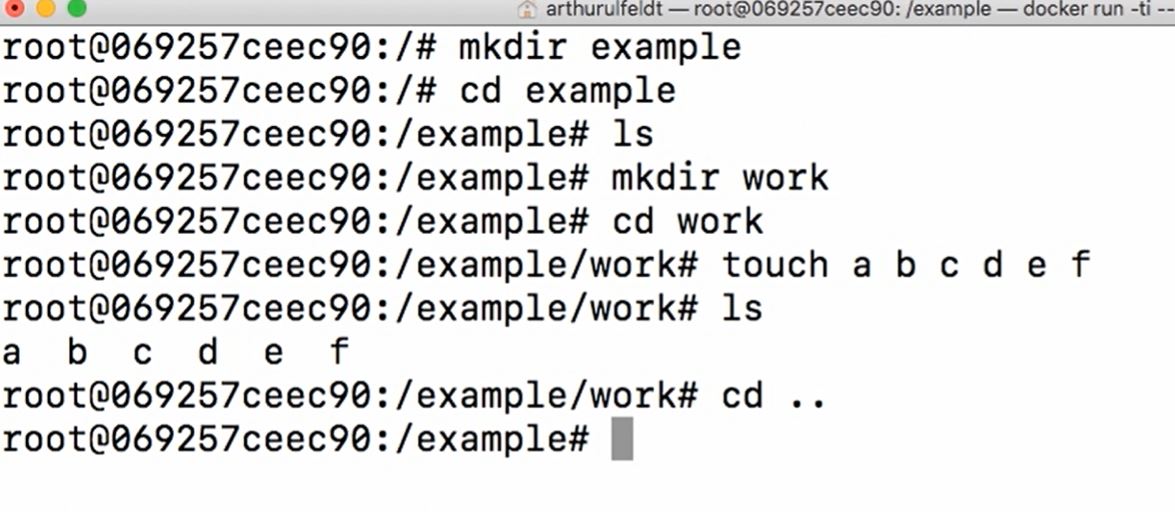 arthurulfeldt — root@069257ceec90: /example — docker run -ti --
root@069257ceec90:/# mkdir example
root@069257ceec90:/# cd example
root@069257ceec90:/example# ls
root@069257ceec90:/example# mkdir work
root@069257ceec90:/example# cd work
root@069257ceec90:/example/work# touch a b c d e f
root@069257ceec90:/example/work# ls
a  b  c  d  e  f
root@069257ceec90:/example/work# cd ..
root@069257ceec90:/example#